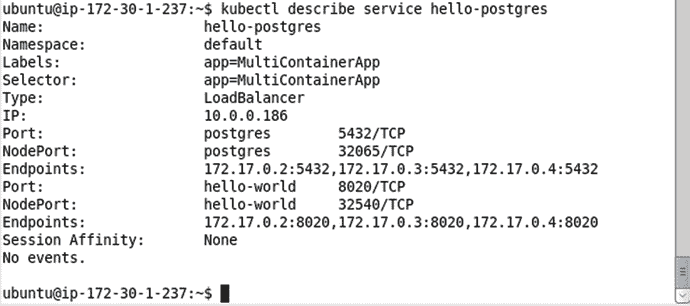 ubuntu@ip-172-30-1-237:~$ kubectl describe service hello-postgres
Name: hello-postgres
Namespace: default
Labels: app=MultiContainerApp
Selector: app=MultiContainerApp
Type: LoadBalancer
IP: 10.0.0.186
Port: postgres 5432/TCP
NodePort: postgres 32065/TCP
Endpoints: 172.17.0.2:5432,172.17.0.3:5432,172.17.0.4:5432
Port: hello-world 8020/TCP
NodePort: hello-world 32540/TCP
Endpoints: 172.17.0.2:8020,172.17.0.3:8020,172.17.0.4:8020
Session Affinity: None
No events.
ubuntu@ip-172-30-1-237:~$